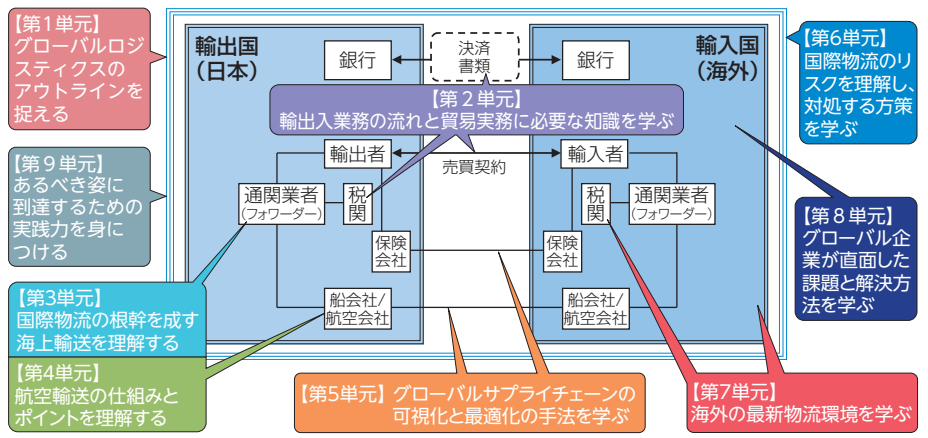 【第1単元】
グローバルロジ
スティクスの
アウトラインを
捉える
【第９単元】
あるべき姿に
到達するための
実践力を身に
つける
【第3単元】
国際物流の根幹を成す
海上輸送を理解する
【第4単元】
航空輸送の仕組みと
ポイントを理解する
輸出国
（日本）
銀行
決済
書類
銀行
輸入国
（海外）
【第２単元】
輸出入業務の流れと貿易実務に必要な知識を学ぶ
輸出者
売買契約
輸入者
通関業者
（フォワーダー）
税関
保険
会社
船会社/
航空会社
税関
通関業者
（フォワーダー）
保険
会社
船会社/
航空会社
【第5単元】グローバルサプライチェーンの
可視化と最適化の手法を学ぶ
【第6単元】
国際物流のリ
スクを理解し、
対処する方策
を学ぶ
【第８単元】
グローバル企
業が直面した
課題と解決方
法を学ぶ
【第7単元】
海外の最新物流環境を学ぶ